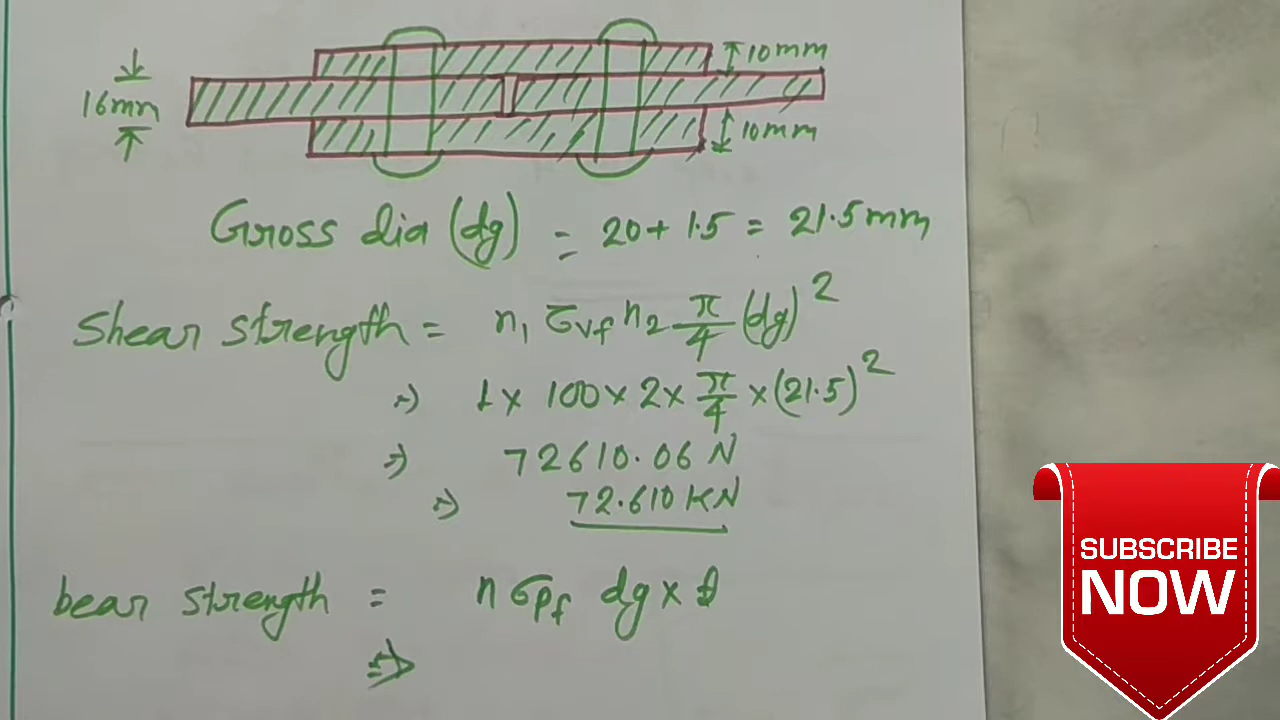 10mm
16mm
10mm
Gross dia (dg) = 20 + 1.5 = 21.5mm
Shear strength = n₁ τvf n₂ π/4 (dg)²
⇒ 1 × 100 × 2 × π/4 × (21.5)²
⇒ 72610.06 N
⇒ 72.610 KN
bear strength = n σpf dg ×
⇒
SUBSCRIBE
NOW